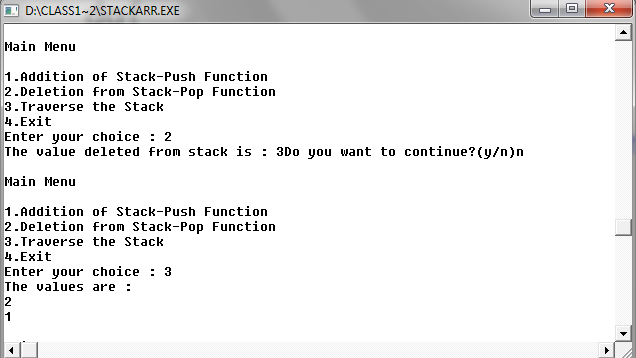 D:\CLASS1~2\STACKARR.EXE
Main Menu
1.Addition of Stack-Push Function
2.Deletion from Stack-Pop Function
3.Traverse the Stack
4.Exit
Enter your choice : 2
The value deleted from stack is : 3Do you want to continue?(y/n)n
Main Menu
1.Addition of Stack-Push Function
2.Deletion from Stack-Pop Function
3.Traverse the Stack
4.Exit
Enter your choice : 3
The values are :
2
1